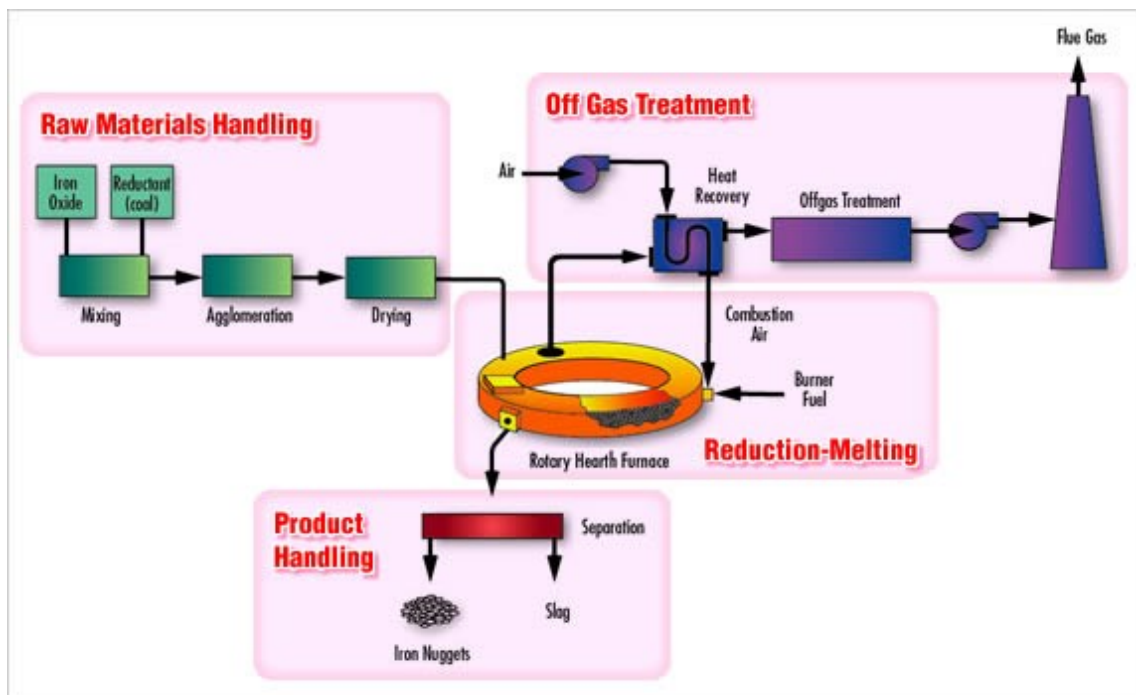 Raw Materials Handling
Iron
Oxide
Reductant
(coal)
Mixing
Agglomeration
Drying
Off Gas Treatment
Flue Gas
Air
Heat
Recovery
Offgas Treatment
Combustion
Air
Burner
Fuel
Rotary Hearth Furnace
Reduction-Melting
Product
Handling
Separation
Iron Nuggets
Slag